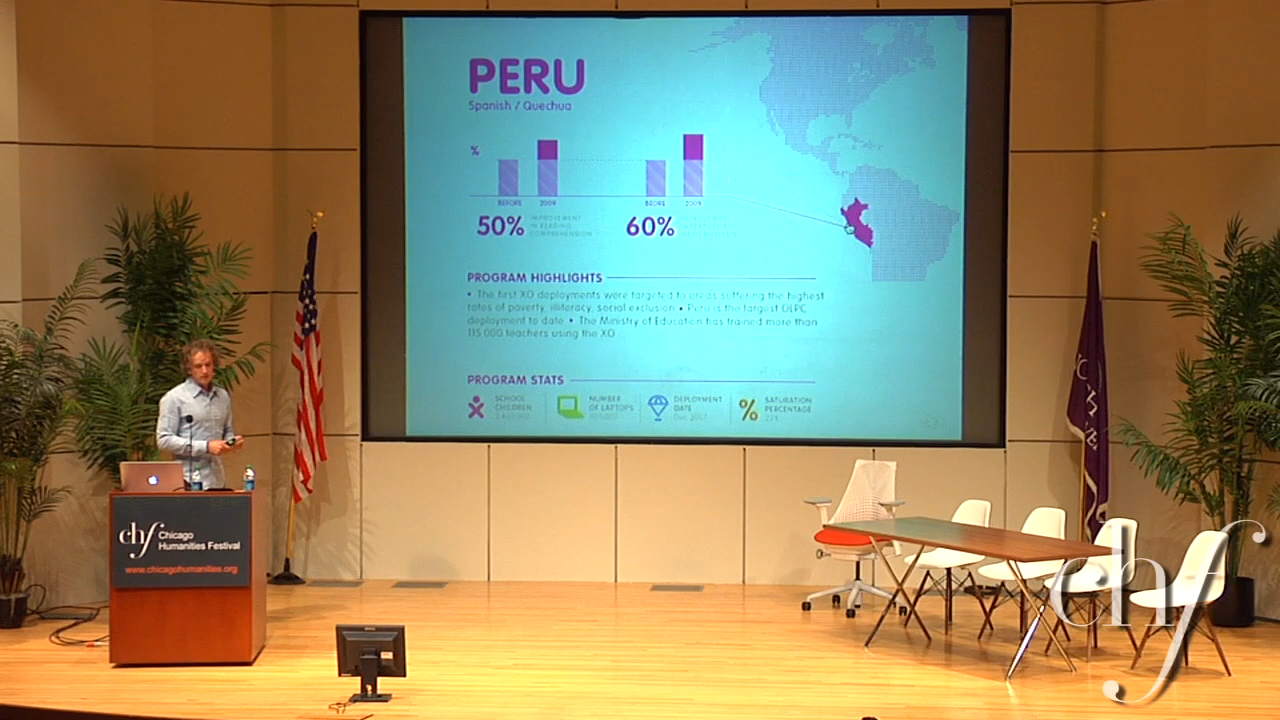 PERU
Spanish / Quechua
%
BEFORE 2009
BEFORE 2009
50% IMPROVEMENT
IN READING
COMPREHENSION
60%
PROGRAM HIGHLIGHTS
• The first XO deployments were targeted to areas suffering the highest
rates of poverty, illiteracy, social exclusion • Peru is the largest OLPC
deployment to date • The Ministry of Education has trained more than
115,000 teachers using the XO
PROGRAM STATS
SCHOOL
CHILDREN
NUMBER
OF LAPTOPS
DEPLOYMENT
DATE
Dec. 2007
%
SATURATION
PERCENTAGE
chf Chicago
Humanities Festival
www.chicagohumanities.org
chf